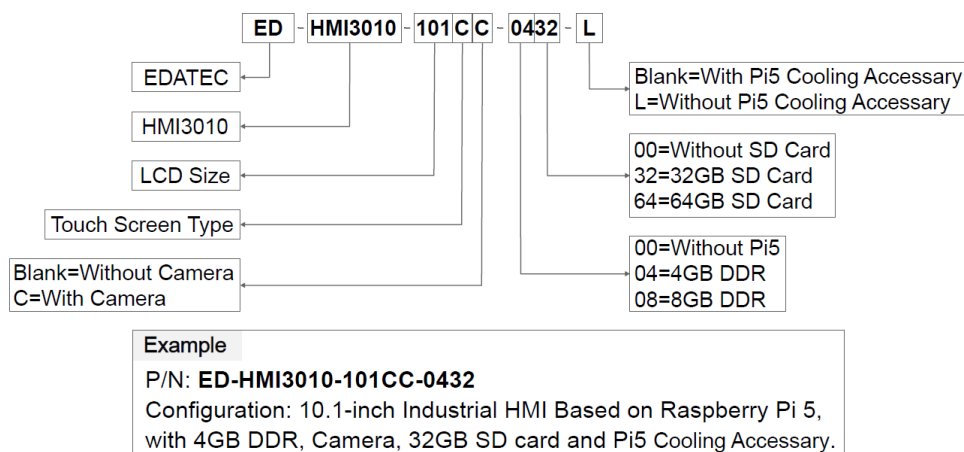 ED - HMI3010 - 101CC - 0432 - L
EDATEC
HMI3010
LCD Size
Touch Screen Type
Blank=Without Camera
C=With Camera
Blank=With Pi5 Cooling Accessary
L=Without Pi5 Cooling Accessary
00=Without SD Card
32=32GB SD Card
64=64GB SD Card
00=Without Pi5
04=4GB DDR
08=8GB DDR
Example
P/N: ED-HMI3010-101CC-0432
Configuration: 10.1-inch Industrial HMI Based on Raspberry Pi 5,
with 4GB DDR, Camera, 32GB SD card and Pi5 Cooling Accessary.